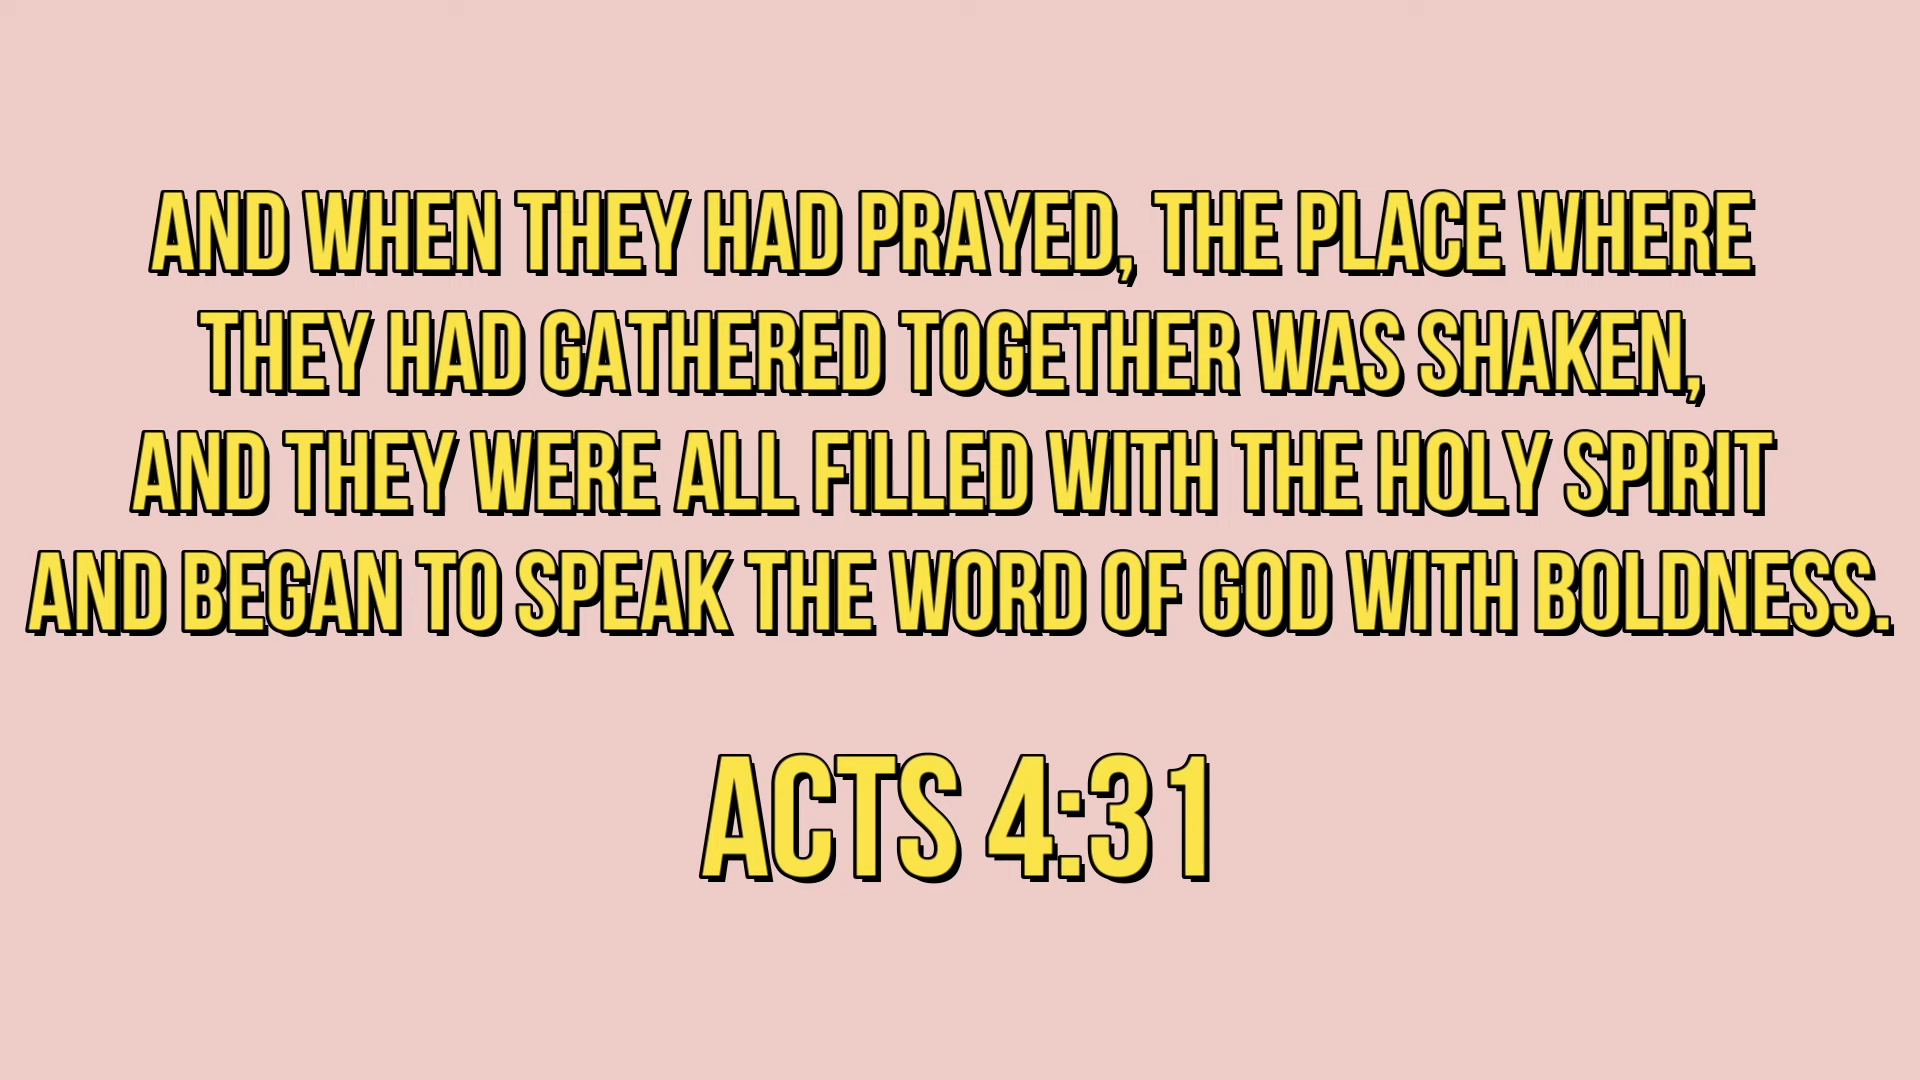 AND WHEN THEY HAD PRAYED, THE PLACE WHERE
THEY HAD GATHERED TOGETHER WAS SHAKEN,
AND THEY WERE ALL FILLED WITH THE HOLY SPIRIT
AND BEGAN TO SPEAK THE WORD OF GOD WITH BOLDNESS.
ACTS 4:31